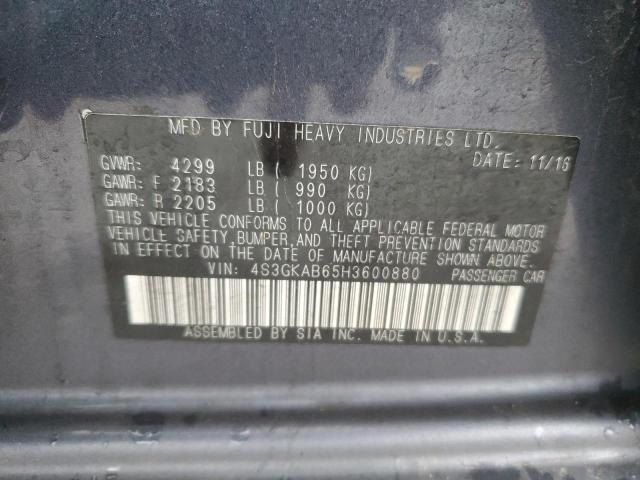 MFD BY FUJI HEAVY INDUSTRIES LTD.
GVWR: 4299 LB ( 1950 KG) DATE: 11/16
GAWR: F 2183 LB ( 990 KG)
GAWR: R 2205 LB ( 1000 KG)
THIS VEHICLE CONFORMS TO ALL APPLICABLE FEDERAL MOTOR
VEHICLE SAFETY, BUMPER, AND THEFT PREVENTION STANDARDS
IN EFFECT ON THE DATE OF MANUFACTURE SHOWN ABOVE.
VIN: 4S3GKAB65H3600880 PASSENGER CAR
ASSEMBLED BY SIA INC. MADE IN U.S.A.